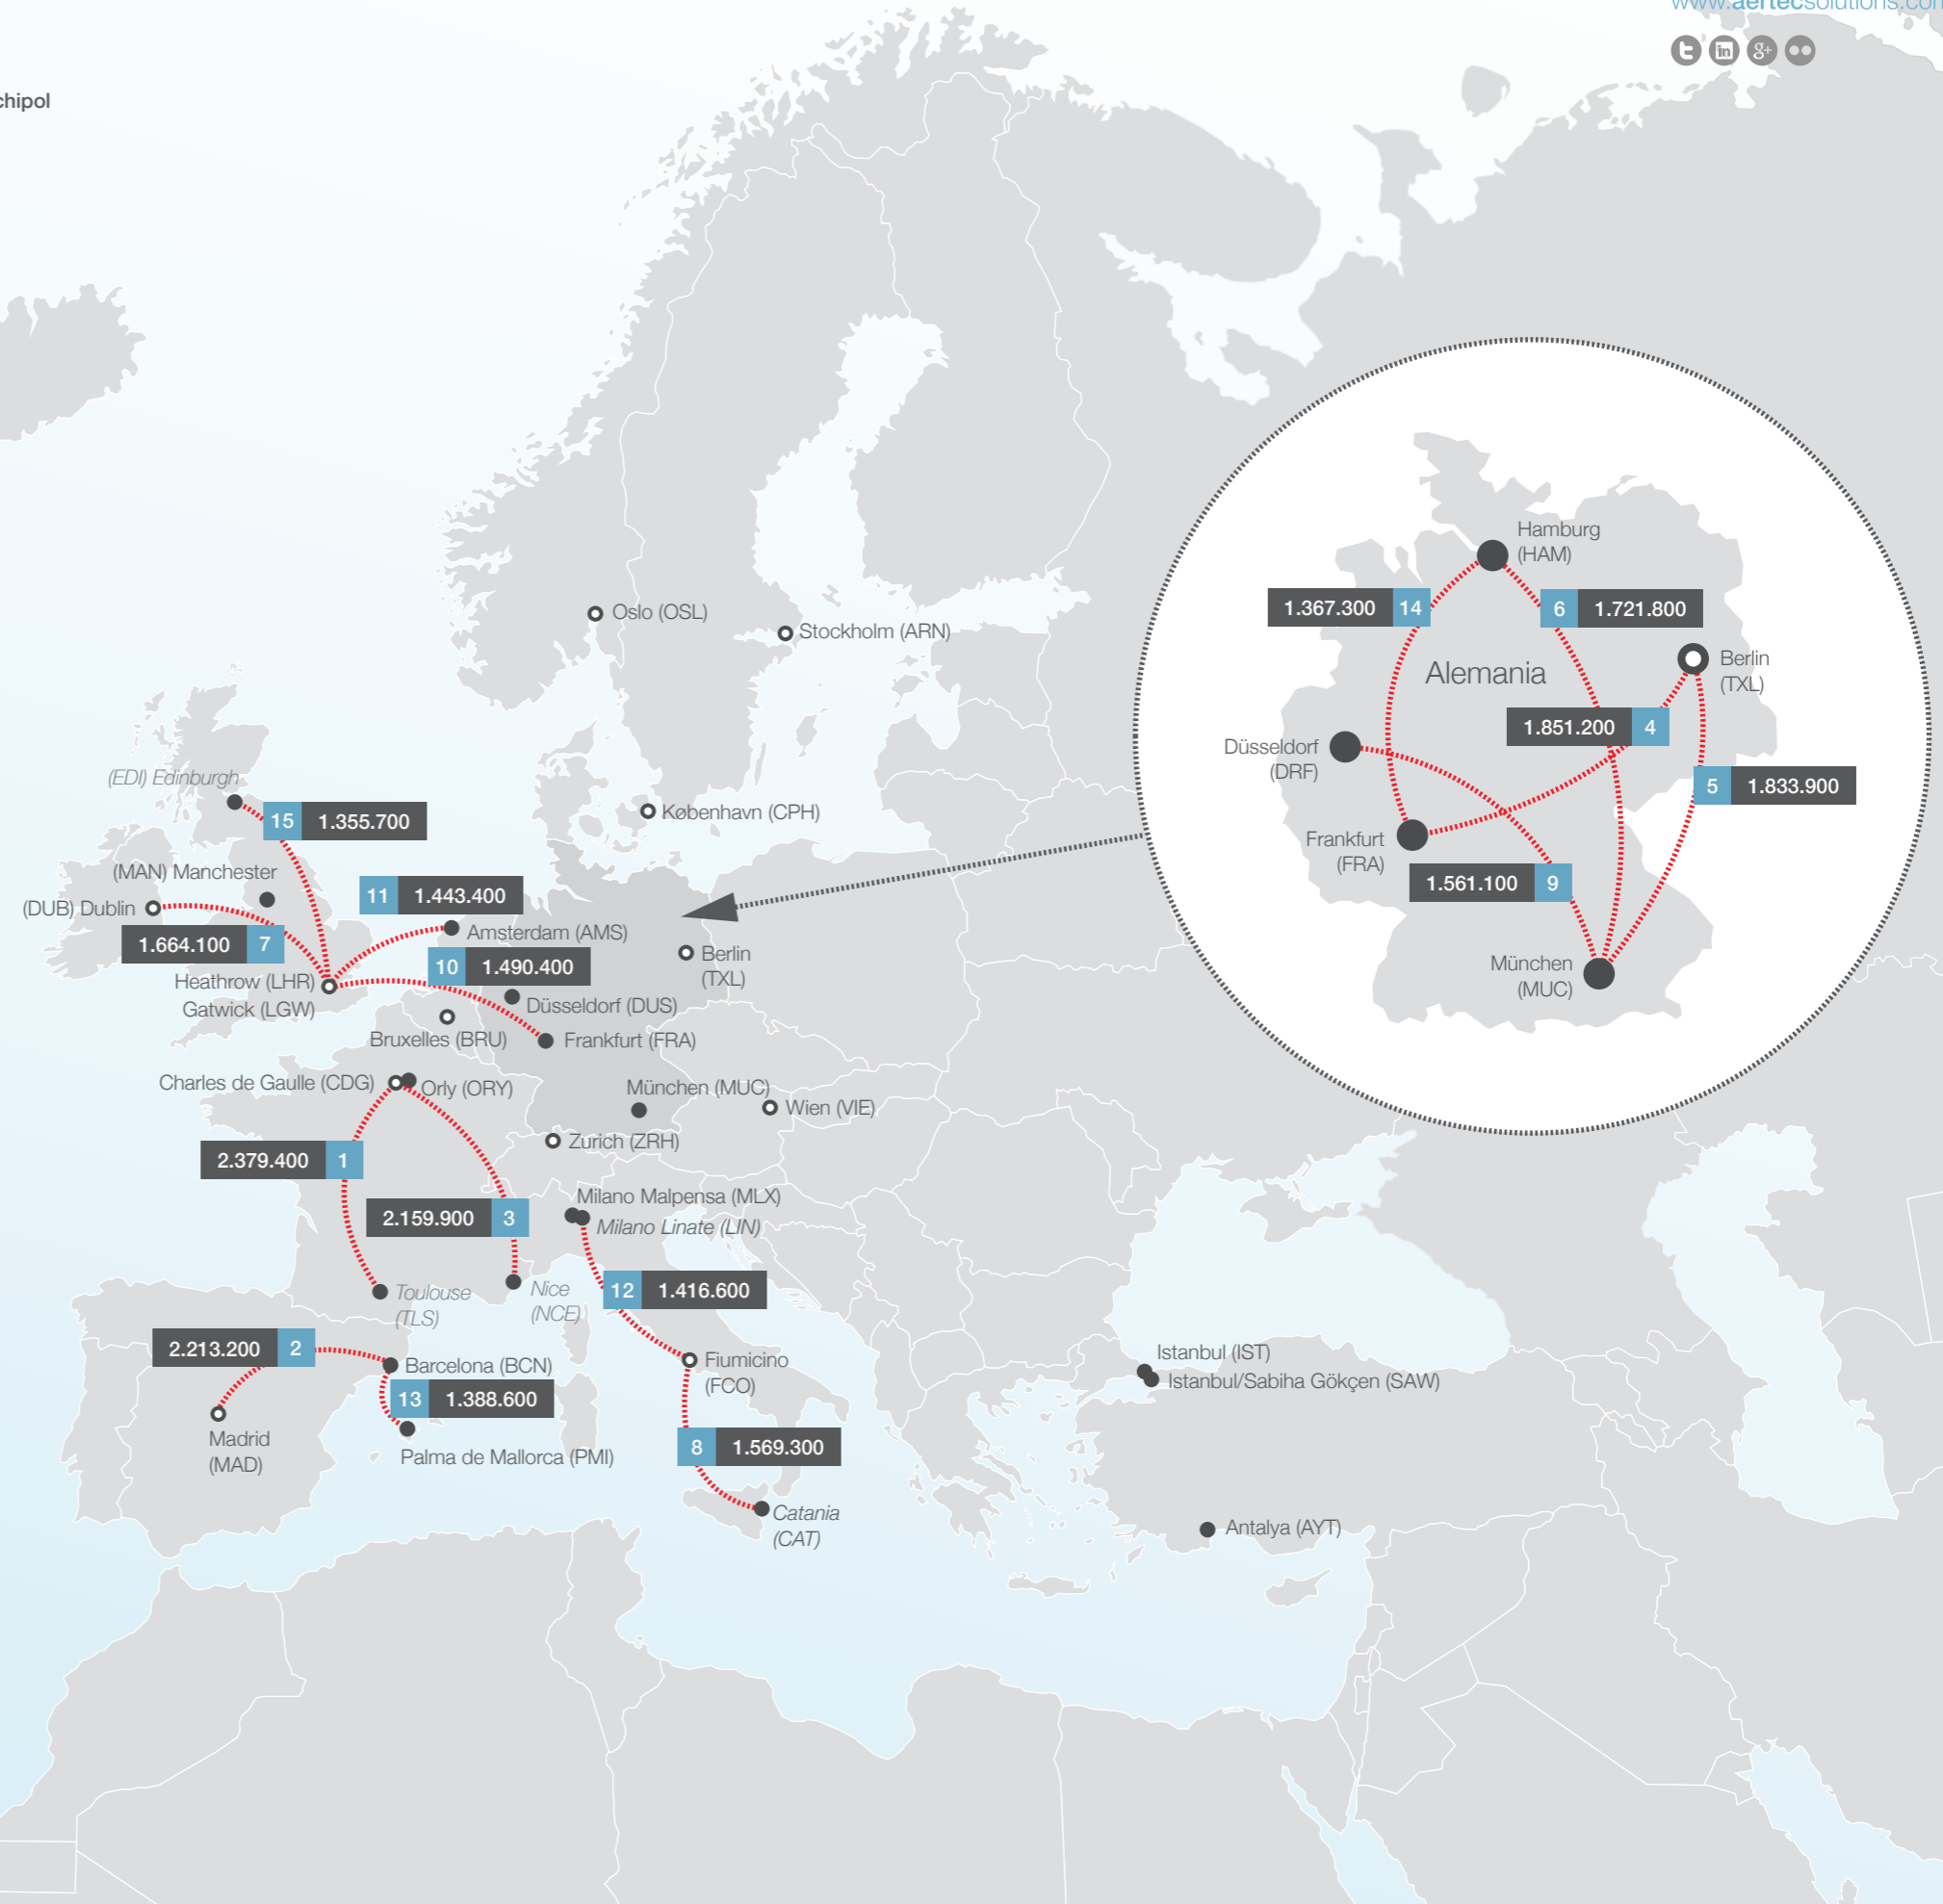 www.aertecsolutions.com
chipol
Oslo (OSL)
Stockholm (ARN)
København (CPH)
(EDI) Edinburgh
15 1.355.700
(MAN) Manchester
(DUB) Dublin
1.664.100 7
11 1.443.400
Amsterdam (AMS)
10 1.490.400
Heathrow (LHR)
Gatwick (LGW)
Berlin
(TXL)
Düsseldorf (DUS)
Bruxelles (BRU)
Frankfurt (FRA)
Charles de Gaulle (CDG)
Orly (ORY)
München (MUC)
Wien (VIE)
Zurich (ZRH)
2.379.400 1
2.159.900 3
Milano Malpensa (MLX)
Milano Linate (LIN)
Toulouse
(TLS)
Nice
(NCE)
12 1.416.600
2.213.200 2
Barcelona (BCN)
13 1.388.600
Madrid
(MAD)
Palma de Mallorca (PMI)
Fiumicino
(FCO)
8 1.569.300
Catania
(CAT)
Istanbul (IST)
Istanbul/Sabiha Gökçen (SAW)
Antalya (AYT)
Hamburg
(HAM)
1.367.300 14
6 1.721.800
Alemania
Berlin
(TXL)
1.851.200 4
Düsseldorf
(DRF)
5 1.833.900
Frankfurt
(FRA)
1.561.100 9
München
(MUC)